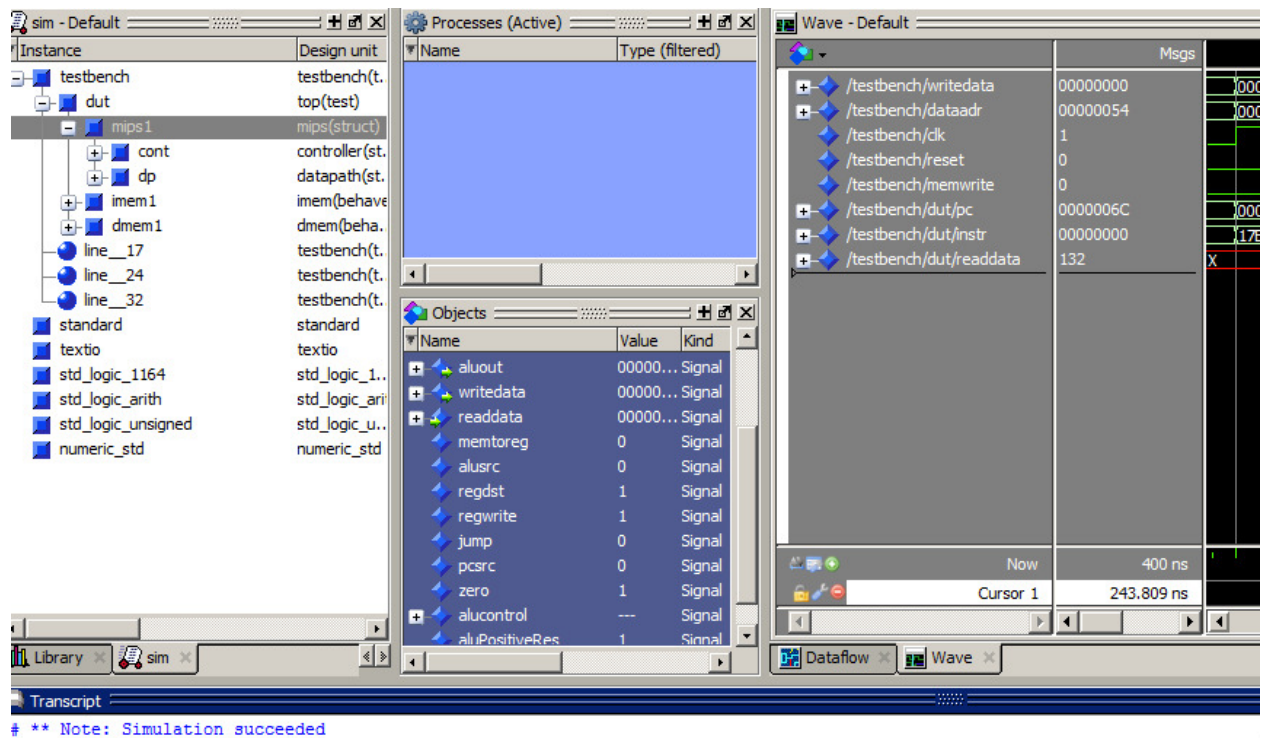 sim - Default
Instance Design unit
testbench testbench(t.
dut top(test)
mips1 mips(struct)
cont controller(st.
dp datapath(st.
imem1 imem(behave
dmem1 dmem(beha.
line__17 testbench(t.
line__24 testbench(t.
line__32 testbench(t.
standard standard
textio textio
std_logic_1164 std_logic_1..
std_logic_arith std_logic_ari
std_logic_unsigned std_logic_u..
numeric_std numeric_std
Library sim
Processes (Active)
Name Type (filtered)
Objects
Name Value Kind
aluout 00000... Signal
writedata 00000... Signal
readdata 00000... Signal
memtoreg 0 Signal
alusrc 0 Signal
regdst 1 Signal
regwrite 1 Signal
jump 0 Signal
pcsrc 0 Signal
zero 1 Signal
alucontrol --- Signal
aluPositiveRes 1 Signal
Wave - Default
Msgs
/testbench/writedata 00000000 000
/testbench/dataadr 00000054 000
/testbench/clk 1
/testbench/reset 0
/testbench/memwrite 0
/testbench/dut/pc 0000006C 000
/testbench/dut/instr 00000000 17E
/testbench/dut/readdata 132 X
Now 400 ns
Cursor 1 243.809 ns
Dataflow Wave
Transcript
# ** Note: Simulation succeeded